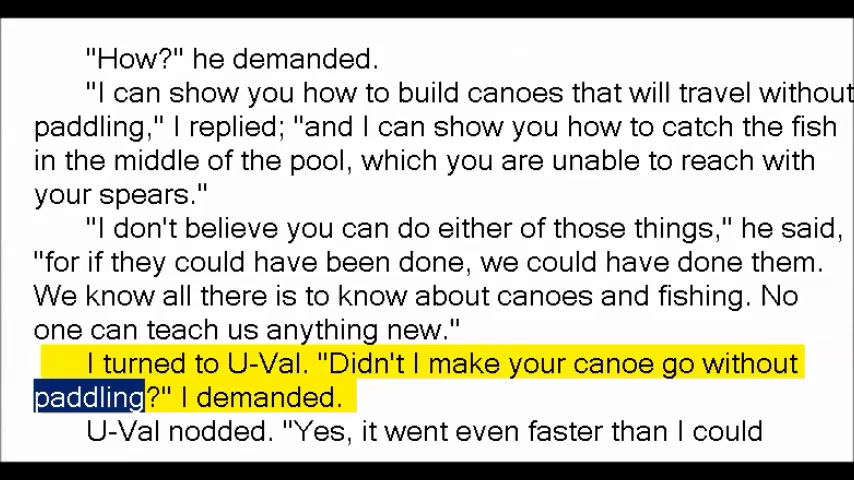 "How?" he demanded.
"I can show you how to build canoes that will travel without
paddling," I replied; "and I can show you how to catch the fish
in the middle of the pool, which you are unable to reach with
your spears."
"I don't believe you can do either of those things," he said,
"for if they could have been done, we could have done them.
We know all there is to know about canoes and fishing. No
one can teach us anything new."
I turned to U-Val. "Didn't I make your canoe go without
paddling?" I demanded.
U-Val nodded. "Yes, it went even faster than I could